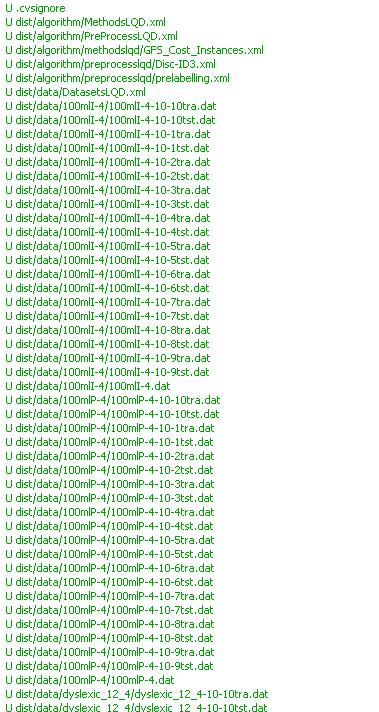 U .cvsignore
U dist/algorithm/MethodsLQD.xml
U dist/algorithm/PreProcessLQD.xml
U dist/algorithm/methodslqd/GFS_Cost_Instances.xml
U dist/algorithm/preprocesslqd/Disc-ID3.xml
U dist/algorithm/preprocesslqd/prelabelling.xml
U dist/data/DatasetsLQD.xml
U dist/data/100mlI-4/100mlI-4-10-10tra.dat
U dist/data/100mlI-4/100mlI-4-10-10tst.dat
U dist/data/100mlI-4/100mlI-4-10-1tra.dat
U dist/data/100mlI-4/100mlI-4-10-1tst.dat
U dist/data/100mlI-4/100mlI-4-10-2tra.dat
U dist/data/100mlI-4/100mlI-4-10-2tst.dat
U dist/data/100mlI-4/100mlI-4-10-3tra.dat
U dist/data/100mlI-4/100mlI-4-10-3tst.dat
U dist/data/100mlI-4/100mlI-4-10-4tra.dat
U dist/data/100mlI-4/100mlI-4-10-4tst.dat
U dist/data/100mlI-4/100mlI-4-10-5tra.dat
U dist/data/100mlI-4/100mlI-4-10-5tst.dat
U dist/data/100mlI-4/100mlI-4-10-6tra.dat
U dist/data/100mlI-4/100mlI-4-10-6tst.dat
U dist/data/100mlI-4/100mlI-4-10-7tra.dat
U dist/data/100mlI-4/100mlI-4-10-7tst.dat
U dist/data/100mlI-4/100mlI-4-10-8tra.dat
U dist/data/100mlI-4/100mlI-4-10-8tst.dat
U dist/data/100mlI-4/100mlI-4-10-9tra.dat
U dist/data/100mlI-4/100mlI-4-10-9tst.dat
U dist/data/100mlI-4/100mlI-4.dat
U dist/data/100mlP-4/100mlP-4-10-10tra.dat
U dist/data/100mlP-4/100mlP-4-10-10tst.dat
U dist/data/100mlP-4/100mlP-4-10-1tra.dat
U dist/data/100mlP-4/100mlP-4-10-1tst.dat
U dist/data/100mlP-4/100mlP-4-10-2tra.dat
U dist/data/100mlP-4/100mlP-4-10-2tst.dat
U dist/data/100mlP-4/100mlP-4-10-3tra.dat
U dist/data/100mlP-4/100mlP-4-10-3tst.dat
U dist/data/100mlP-4/100mlP-4-10-4tra.dat
U dist/data/100mlP-4/100mlP-4-10-4tst.dat
U dist/data/100mlP-4/100mlP-4-10-5tra.dat
U dist/data/100mlP-4/100mlP-4-10-5tst.dat
U dist/data/100mlP-4/100mlP-4-10-6tra.dat
U dist/data/100mlP-4/100mlP-4-10-6tst.dat
U dist/data/100mlP-4/100mlP-4-10-7tra.dat
U dist/data/100mlP-4/100mlP-4-10-7tst.dat
U dist/data/100mlP-4/100mlP-4-10-8tra.dat
U dist/data/100mlP-4/100mlP-4-10-8tst.dat
U dist/data/100mlP-4/100mlP-4-10-9tra.dat
U dist/data/100mlP-4/100mlP-4-10-9tst.dat
U dist/data/100mlP-4/100mlP-4.dat
U dist/data/dyslexic_12_4/dyslexic_12_4-10-10tra.dat
U dist/data/dyslexic_12_4/dyslexic_12_4-10-10tst.dat